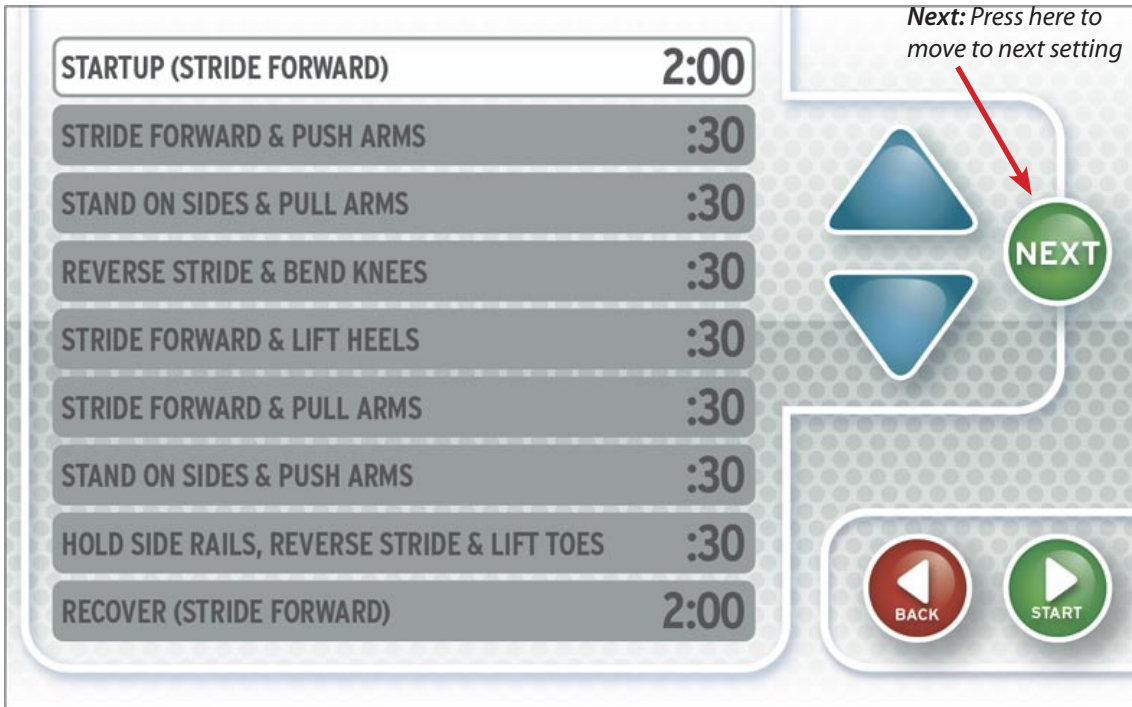 Next: Press here to
move to next setting
STARTUP (STRIDE FORWARD) 2:00
STRIDE FORWARD & PUSH ARMS :30
STAND ON SIDES & PULL ARMS :30
REVERSE STRIDE & BEND KNEES :30
STRIDE FORWARD & LIFT HEELS :30
STRIDE FORWARD & PULL ARMS :30
STAND ON SIDES & PUSH ARMS :30
HOLD SIDE RAILS, REVERSE STRIDE & LIFT TOES :30
RECOVER (STRIDE FORWARD) 2:00
NEXT
BACK
START